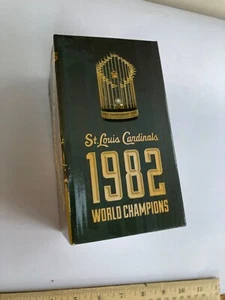 St. Louis Cardinals
1982
WORLD CHAMPIONS